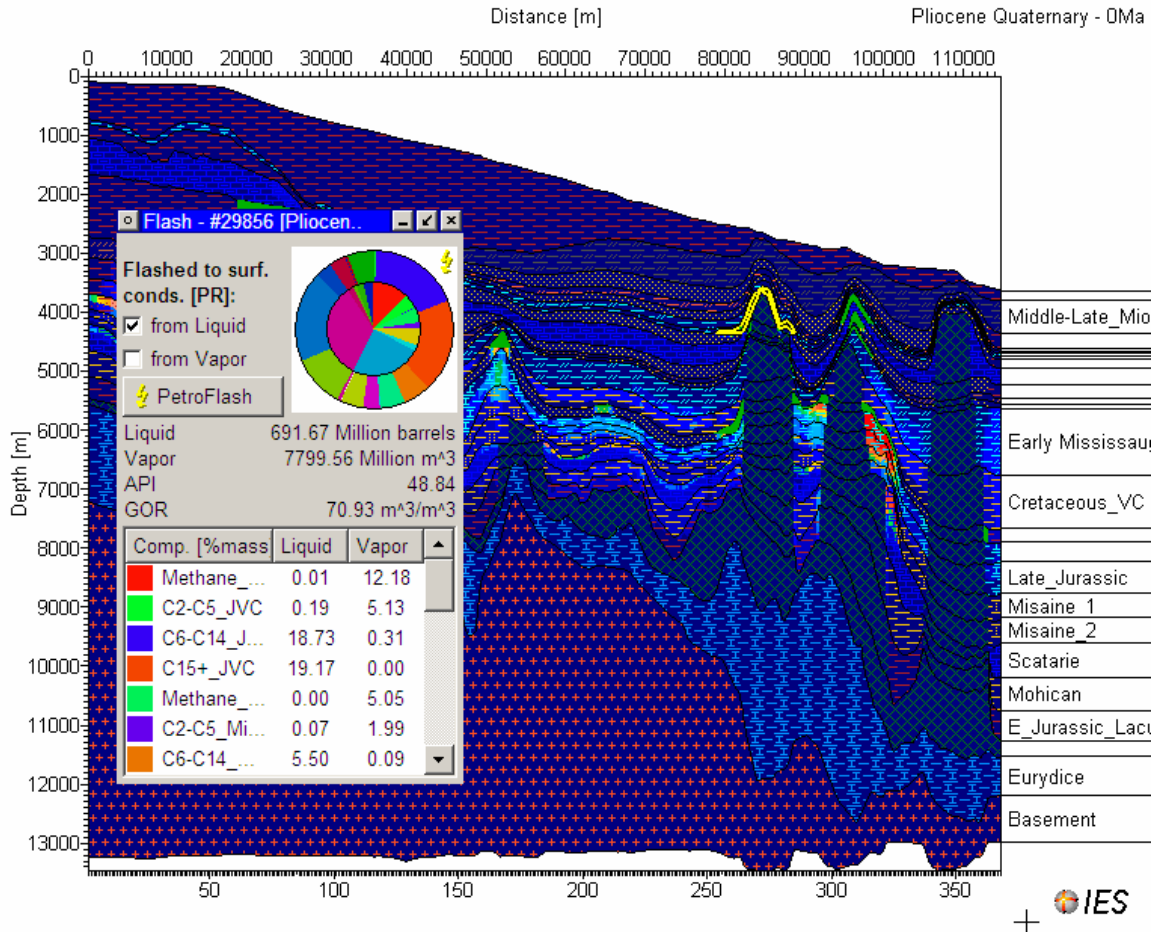 Distance [m]
Pliocene Quaternary - 0Ma
0 10000 20000 30000 40000 50000 60000 70000 80000 90000 100000 110000
Depth [m]
0
1000
2000
3000
4000
5000
6000
7000
8000
9000
10000
11000
12000
13000
Flash - #29856 [Pliocen..
Flashed to surf.
conds. [PR]:
from Liquid
from Vapor
PetroFlash
Liquid 691.67 Million barrels
Vapor 7799.56 Million m^3
API 48.84
GOR 70.93 m^3/m^3
Comp. [%mass Liquid Vapor
Methane_... 0.01 12.18
C2-C5_JVC 0.19 5.13
C6-C14_J... 18.73 0.31
C15+_JVC 19.17 0.00
Methane_... 0.00 5.05
C2-C5_Mi... 0.07 1.99
C6-C14_... 5.50 0.09
Middle-Late_Mio
Early Mississaug
Cretaceous_VC
Late_Jurassic
Misaine_1
Misaine_2
Scatarie
Mohican
E_Jurassic_Lacu
Eurydice
Basement
50 100 150 200 250 300 350
IES